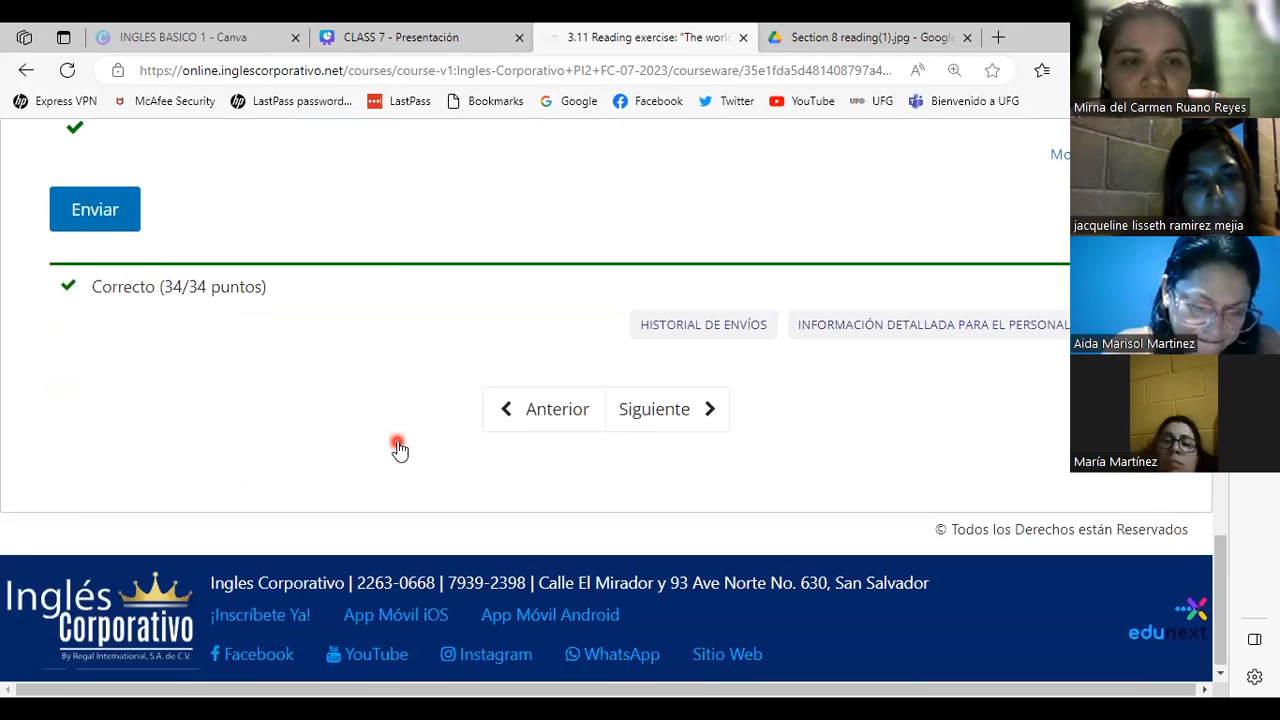 INGLES BASICO 1 - Canva
CLASS 7 - Presentación
3.11 Reading exercise: "The worl
Section 8 reading(1).jpg - Google
https://online.inglescorporativo.net/courses/course-v1:Ingles-Corporativo+PI2+FC-07-2023/courseware/35e1fda5d481408797a4...
Express VPN
McAfee Security
LastPass password...
LastPass
Bookmarks
Google
Facebook
Twitter
YouTube
UFG
UFG
Bienvenido a UFG
Mirna del Carmen Ruano Reyes
Mo
Enviar
jacqueline lisseth ramirez mejia
Correcto (34/34 puntos)
HISTORIAL DE ENVÍOS
INFORMACIÓN DETALLADA PARA EL PERSONAL
Aida Marisol Martinez
Anterior
Siguiente
María Martínez
© Todos los Derechos están Reservados
Inglés
Corporativo
By Regal International, S.A. de C.V.
Ingles Corporativo | 2263-0668 | 7939-2398 | Calle El Mirador y 93 Ave Norte No. 630, San Salvador
¡Inscríbete Ya!
App Móvil iOS
App Móvil Android
Facebook
YouTube
Instagram
WhatsApp
Sitio Web
edunext